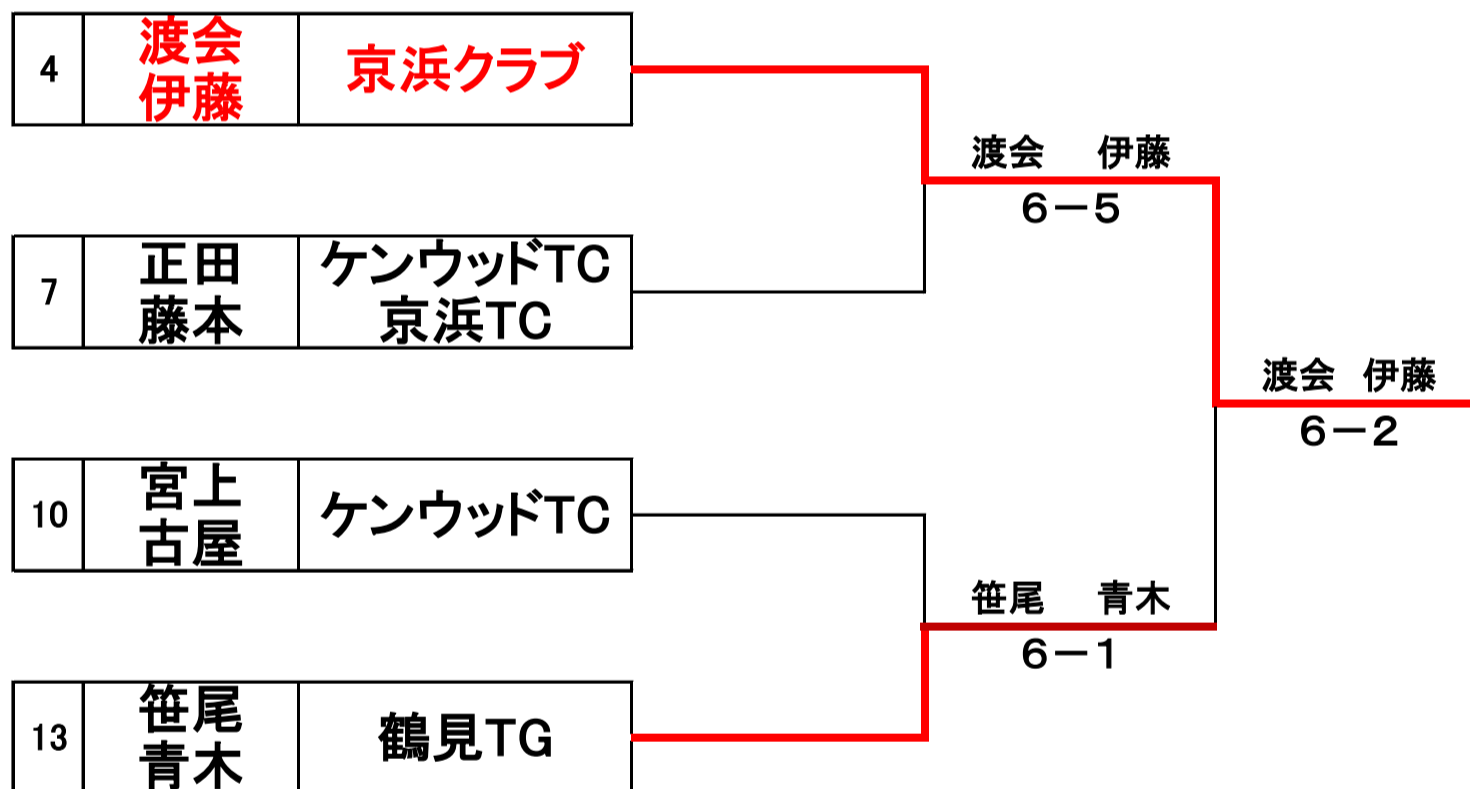 4
渡会
伊藤
京浜クラブ
渡会 伊藤
6－5
7
正田
藤本
ケンウッドTC
京浜TC
渡会 伊藤
6－2
10
宮上
古屋
ケンウッドTC
笹尾 青木
6－1
13
笹尾
青木
鶴見TG